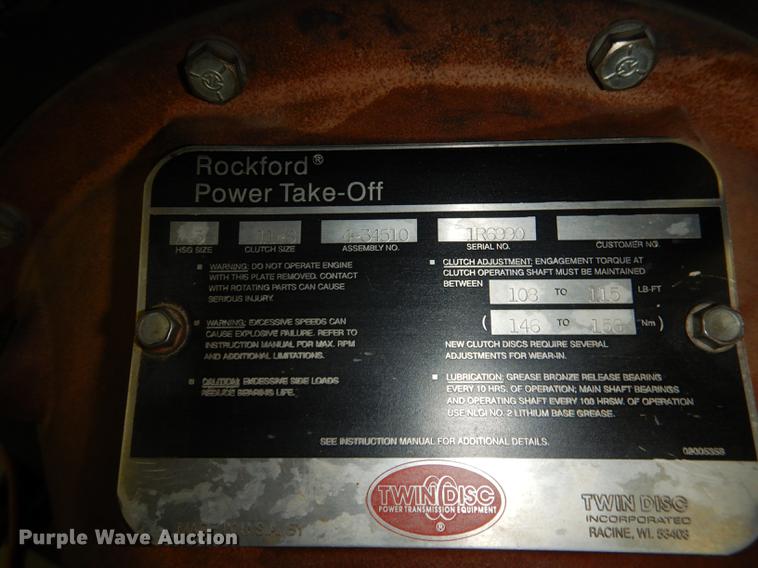 Rockford®
Power Take-Off
4-34510
1R6990
HSG SIZE
CLUTCH SIZE
ASSEMBLY NO.
SERIAL NO.
CUSTOMER NO.
■ WARNING: DO NOT OPERATE ENGINE
WITH THIS PLATE REMOVED. CONTACT
WITH ROTATING PARTS CAN CAUSE
SERIOUS INJURY.
■ WARNING: EXCESSIVE SPEEDS CAN
CAUSE EXPLOSIVE FAILURE. REFER TO
INSTRUCTION MANUAL FOR MAX. RPM
AND ADDITIONAL LIMITATIONS.
■ CAUTION: EXCESSIVE SIDE LOADS
REDUCE BEARING LIFE.
■ CLUTCH ADJUSTMENT: ENGAGEMENT TORQUE AT
CLUTCH OPERATING SHAFT MUST BE MAINTAINED
BETWEEN 103 TO 115 LB-FT
( TO Nm )
NEW CLUTCH DISCS REQUIRE SEVERAL
ADJUSTMENTS FOR WEAR-IN.
■ LUBRICATION: GREASE BRONZE RELEASE BEARING
EVERY 10 HRS. OF OPERATION; MAIN SHAFT BEARINGS
AND OPERATING SHAFT EVERY 100 HRSW. OF OPERATION
USE NLGI NO. 2 LITHIUM BASE GREASE.
SEE INSTRUCTION MANUAL FOR ADDITIONAL DETAILS.
TWIN DISC
POWER TRANSMISSION EQUIPMENT
®
TWIN DISC
INCORPORATED
RACINE, WI. 53403
Purple Wave Auction